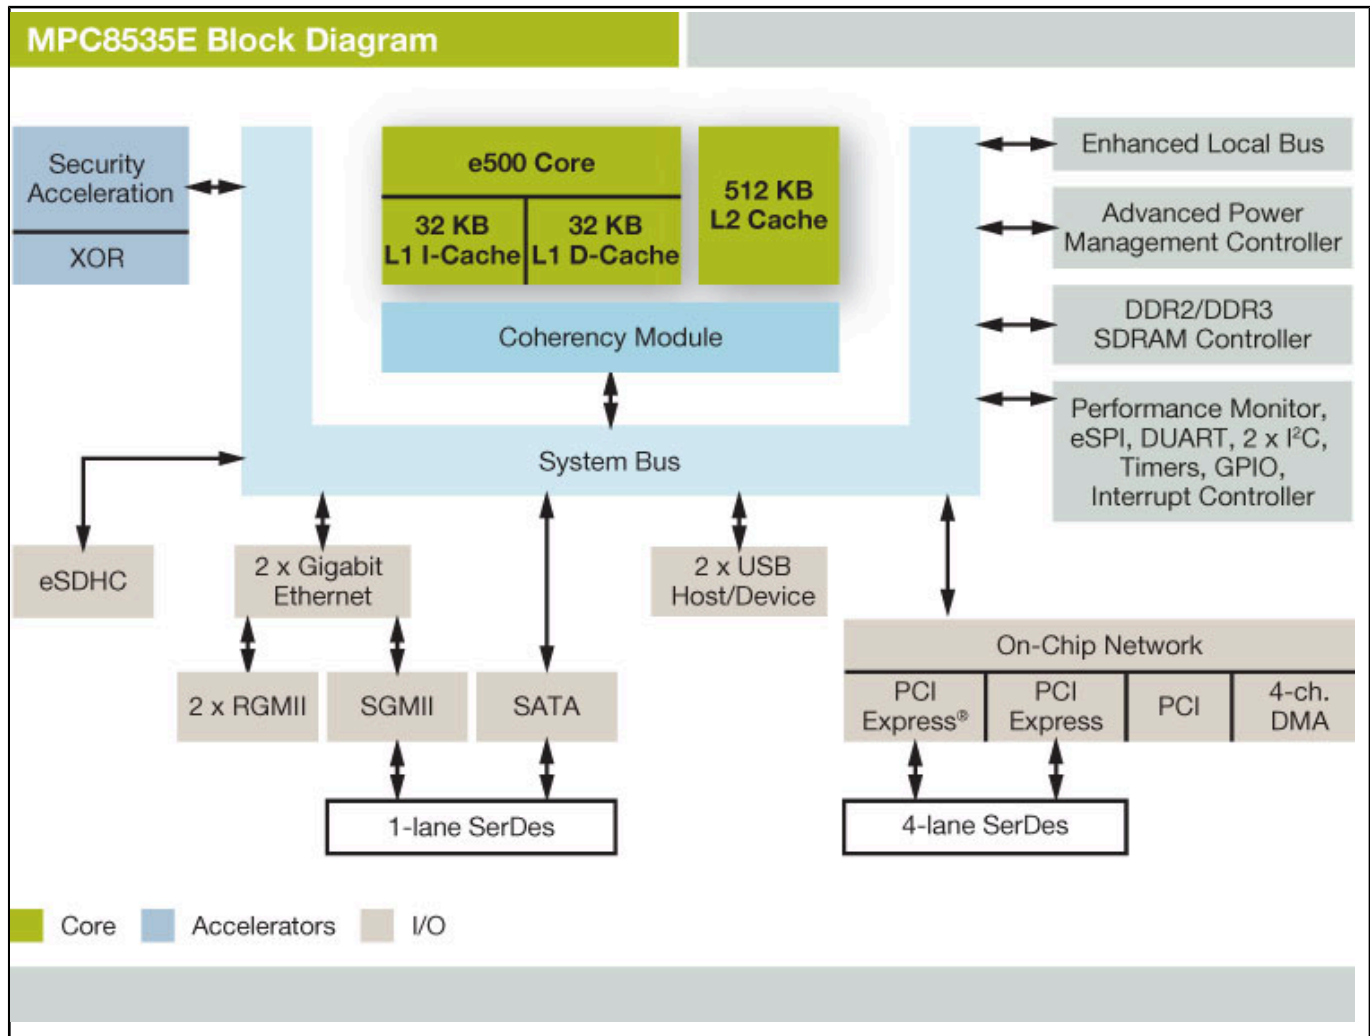 MPC8535E Block Diagram
Security
Acceleration
XOR
e500 Core
32 KB
L1 I-Cache
32 KB
L1 D-Cache
512 KB
L2 Cache
Coherency Module
System Bus
Enhanced Local Bus
Advanced Power
Management Controller
DDR2/DDR3
SDRAM Controller
Performance Monitor,
eSPI, DUART, 2 x I²C,
Timers, GPIO,
Interrupt Controller
eSDHC
2 x Gigabit
Ethernet
2 x USB
Host/Device
2 x RGMII
SGMII
SATA
On-Chip Network
PCI
Express®
PCI
Express
PCI
4-ch.
DMA
1-lane SerDes
4-lane SerDes
Core
Accelerators
I/O